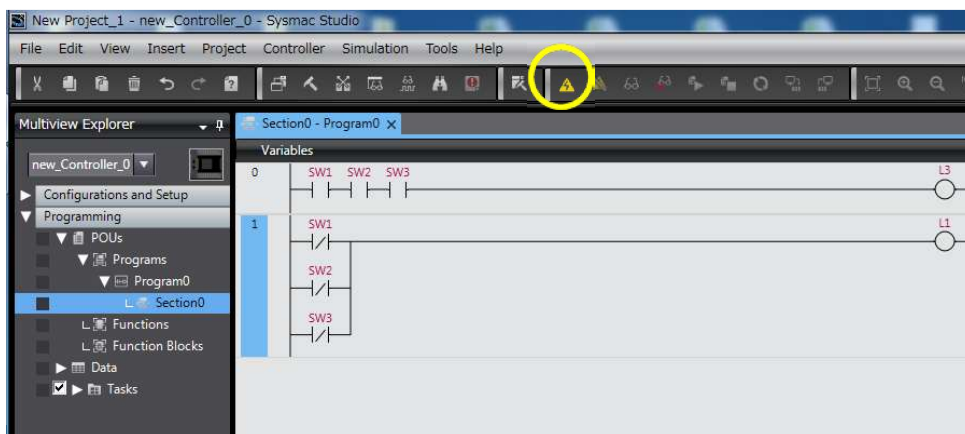 New Project_1 - new_Controller_0 - Sysmac Studio
File Edit View Insert Project Controller Simulation Tools Help
Multiview Explorer
Section0 - Program0
Variables
new_Controller_0
Configurations and Setup
Programming
POUs
Programs
Program0
Section0
Functions
Function Blocks
Data
Tasks
0
SW1 SW2 SW3 L3
1
SW1 L1
SW2
SW3